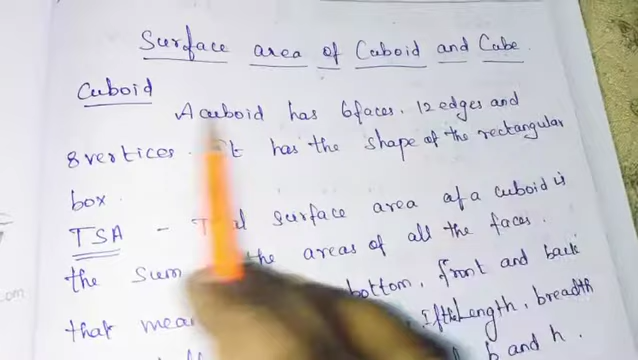 Surface area of Cuboid and Cube
Cuboid
A cuboid has 6 faces. 12 edges and
8 vertices. It has the shape of the rectangular
box.
TSA - surface area of a cuboid is
the sum the areas of all the faces.
that bottom, front and back
If the Length, breadth
b and h.
com